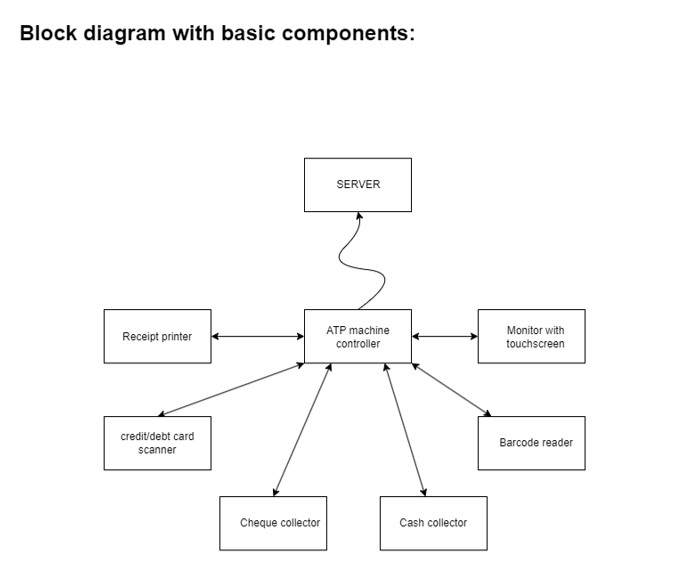 Block diagram with basic components:
SERVER
Receipt printer
ATP machine
controller
Monitor with
touchscreen
credit/debt card
scanner
Barcode reader
Cheque collector
Cash collector